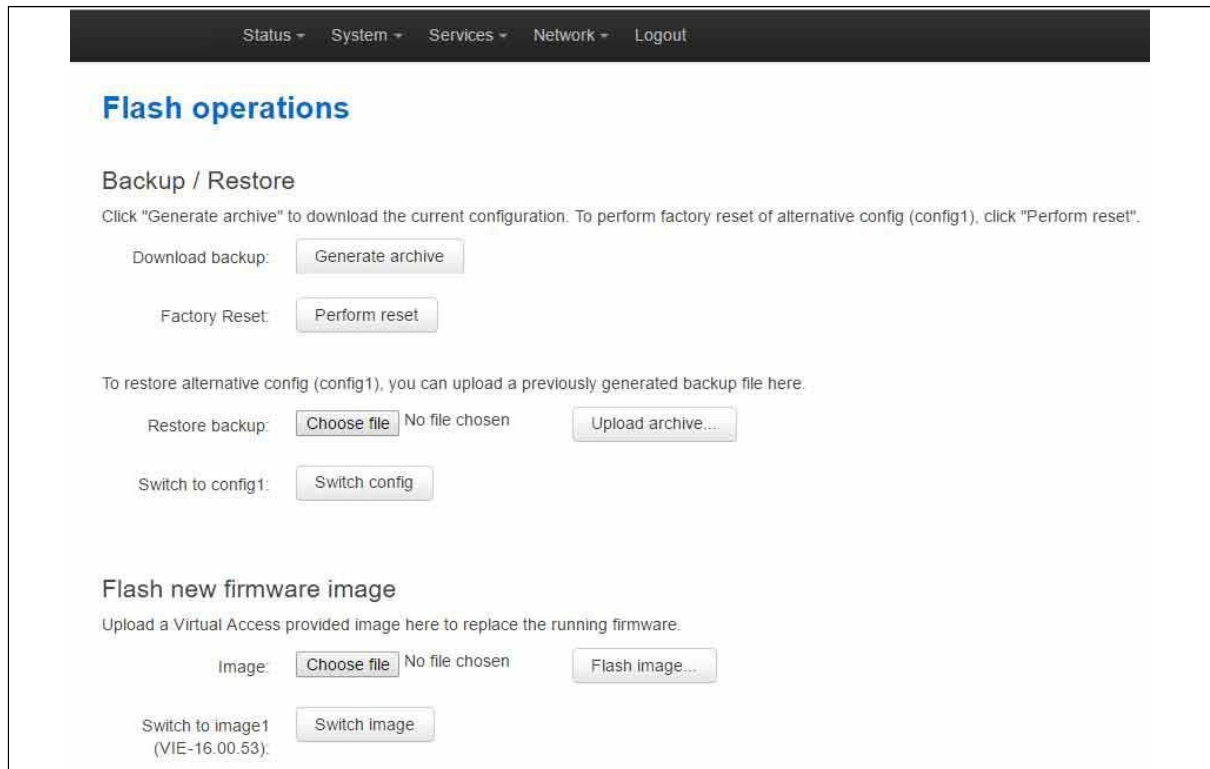 Status System Services Network Logout
Flash operations
Backup / Restore
Click "Generate archive" to download the current configuration. To perform factory reset of alternative config (config1), click "Perform reset".
Download backup: Generate archive
Factory Reset: Perform reset
To restore alternative config (config1), you can upload a previously generated backup file here.
Restore backup: Choose file No file chosen Upload archive...
Switch to config1: Switch config
Flash new firmware image
Upload a Virtual Access provided image here to replace the running firmware.
Image: Choose file No file chosen Flash image...
Switch to image1 Switch image
(VIE-16.00.53):